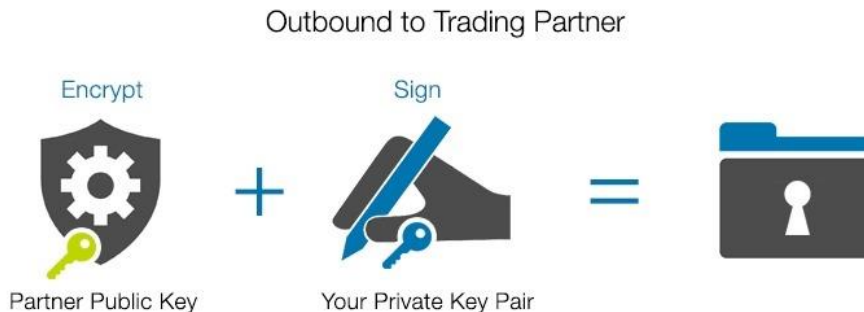 Outbound to Trading Partner
Encrypt
Sign
+
=
Partner Public Key
Your Private Key Pair